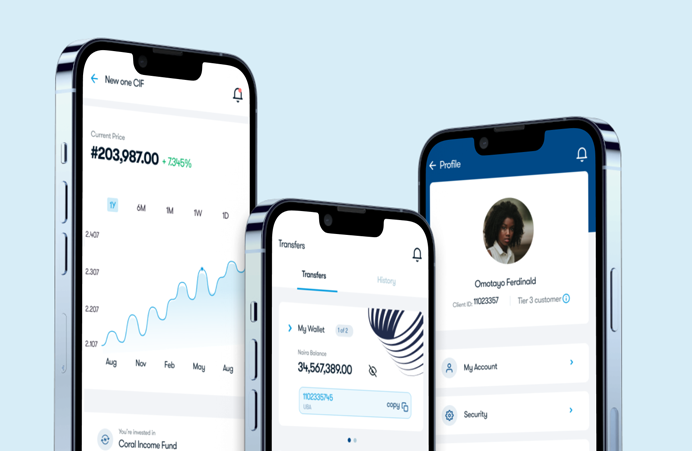 New one CIF
Current Price
#203,987.00 + 7.345%
1Y 6M 1M 1W 1D
2.407
2.307
2.207
2.107
Aug Nov Feb May Aug
You're invested in
Coral Income Fund
Transfers
Transfers History
My Wallet 1 of 2
Naira Balance
34,567,389.00
1102335745
UBA
copy
Profile
Omotayo Ferdinald
Client ID: 11023357 Tier 3 customer
My Account
Security